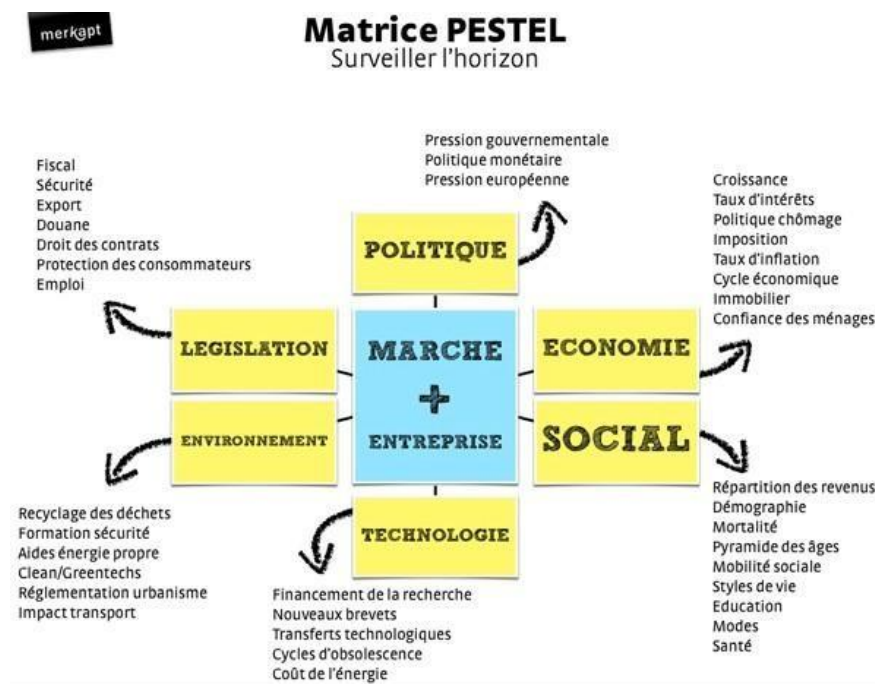 merkapt
Matrice PESTEL
Surveiller l'horizon
Pression gouvernementale
Politique monétaire
Pression européenne
POLITIQUE
Fiscal
Sécurité
Export
Douane
Droit des contrats
Protection des consommateurs
Emploi
LEGISLATION
MARCHE
+
ENTREPRISE
Croissance
Taux d'intérêts
Politique chômage
Imposition
Taux d'inflation
Cycle économique
Immobilier
Confiance des ménages
ECONOMIE
ENVIRONNEMENT
Recyclage des déchets
Formation sécurité
Aides énergie propre
Clean/Greentechs
Réglementation urbanisme
Impact transport
TECHNOLOGIE
Financement de la recherche
Nouveaux brevets
Transferts technologiques
Cycles d'obsolescence
Coût de l'énergie
SOCIAL
Répartition des revenus
Démographie
Mortalité
Pyramide des âges
Mobilité sociale
Styles de vie
Education
Modes
Santé